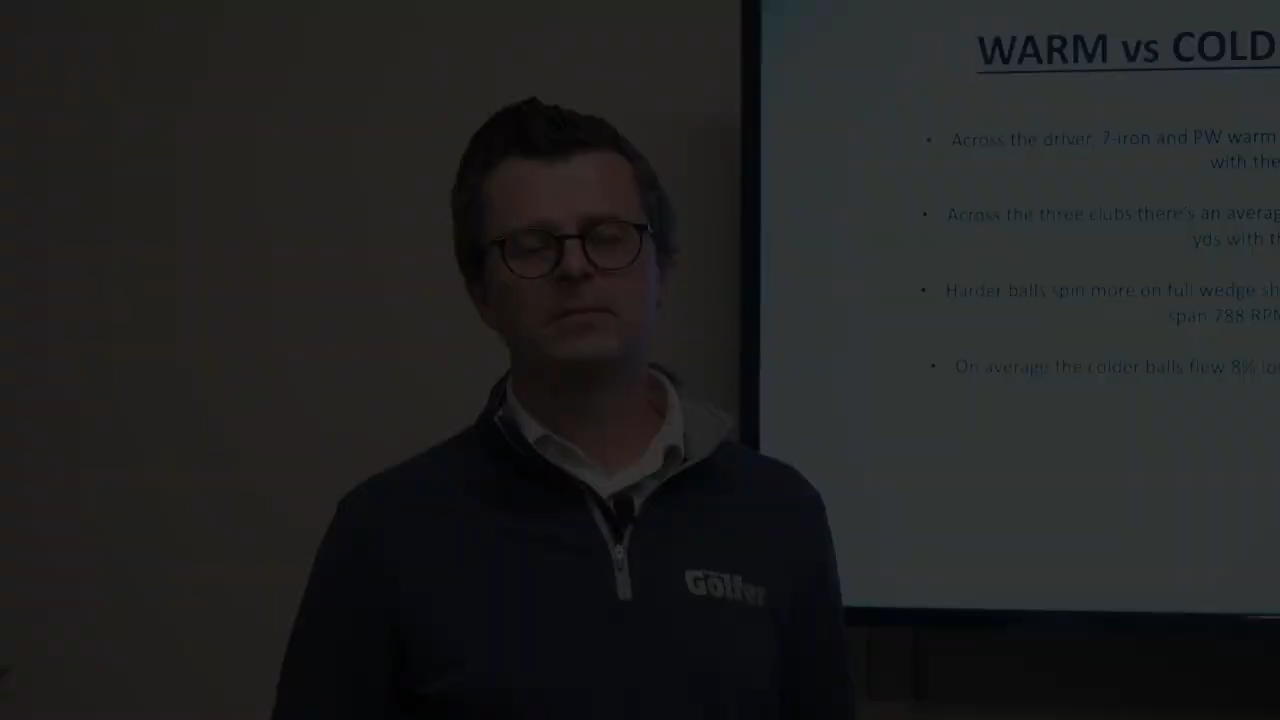 WARM vs COLD
• Across the driver, 7-iron and PW warm
with the
• Across the three clubs there's an averag
yds with t
• Harder balls spin more on full wedge sh
span 788 RPM
• On average the colder balls flew 8% lo
Golfer